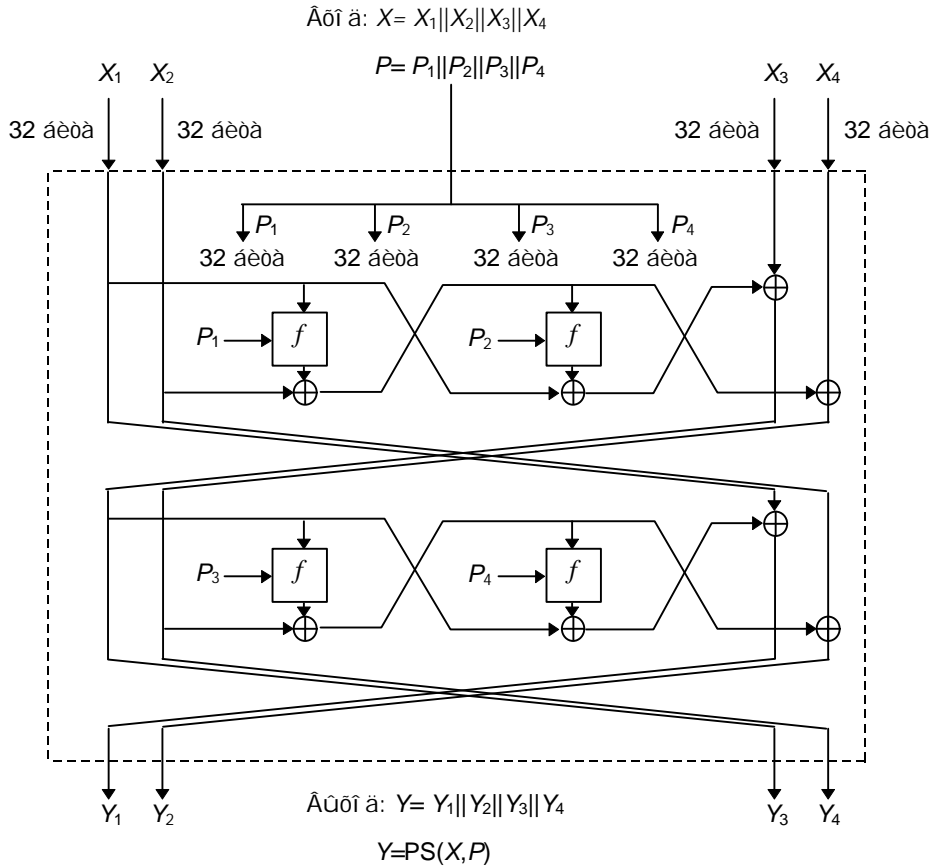 Âõî ä: X= X₁||X₂||X₃||X₄
P= P₁||P₂||P₃||P₄
X₁ X₂ X₃ X₄
32 áèòà 32 áèòà 32 áèòà 32 áèòà
P₁ P₂ P₃ P₄
32 áèòà 32 áèòà 32 áèòà 32 áèòà
P₁ f P₂ f
P₃ f P₄ f
Y₁ Y₂ Y₃ Y₄
Âûõî ä: Y= Y₁||Y₂||Y₃||Y₄
Y=PS(X,P)